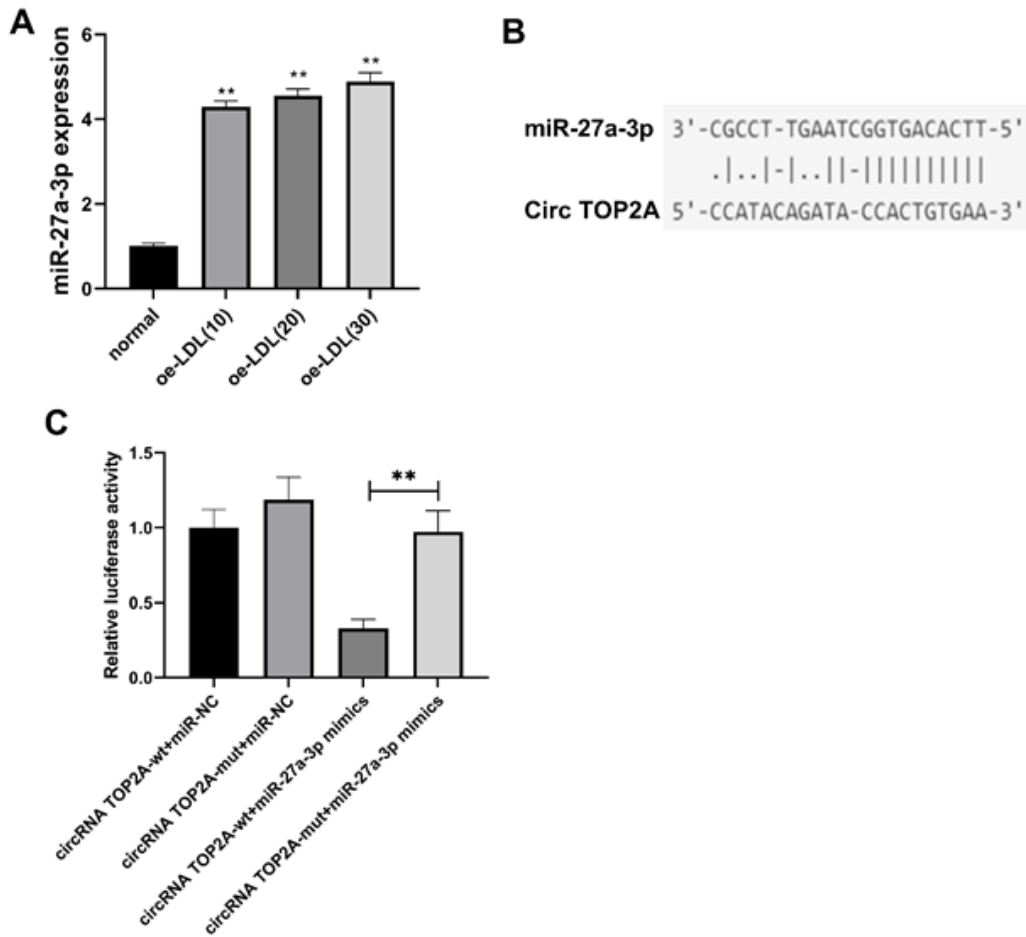 A
miR-27a-3p expression
6
4
2
0
**
**
**
normal
oe-LDL(10)
oe-LDL(20)
oe-LDL(30)
B
miR-27a-3p 3'-CGCCT-TGAATCGGTGACACTT-5'
.|..|-|..||-||||||||||
Circ TOP2A 5'-CCATACAGATA-CCACTGTGAA-3'
C
Relative luciferase activity
1.5
1.0
0.5
0.0
**
circRNA TOP2A-wt+miR-NC
circRNA TOP2A-mut+miR-NC
circRNA TOP2A-wt+miR-27a-3p mimics
circRNA TOP2A-mut+miR-27a-3p mimics